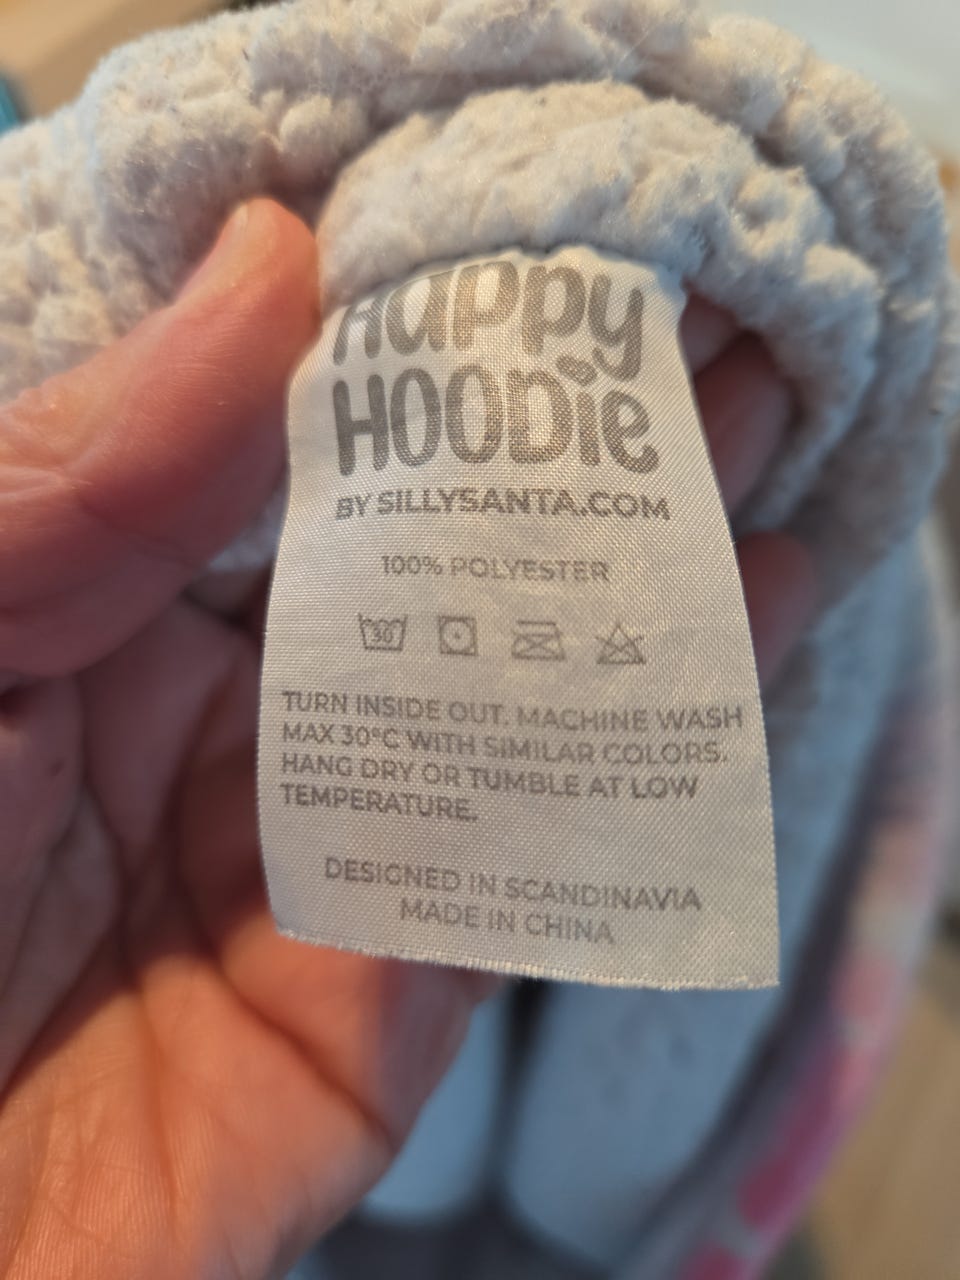 Happy
HOODie
BY SILLYSANTA.COM
100% POLYESTER
30
TURN INSIDE OUT. MACHINE WASH
MAX 30°C WITH SIMILAR COLORS.
HANG DRY OR TUMBLE AT LOW
TEMPERATURE.
DESIGNED IN SCANDINAVIA
MADE IN CHINA